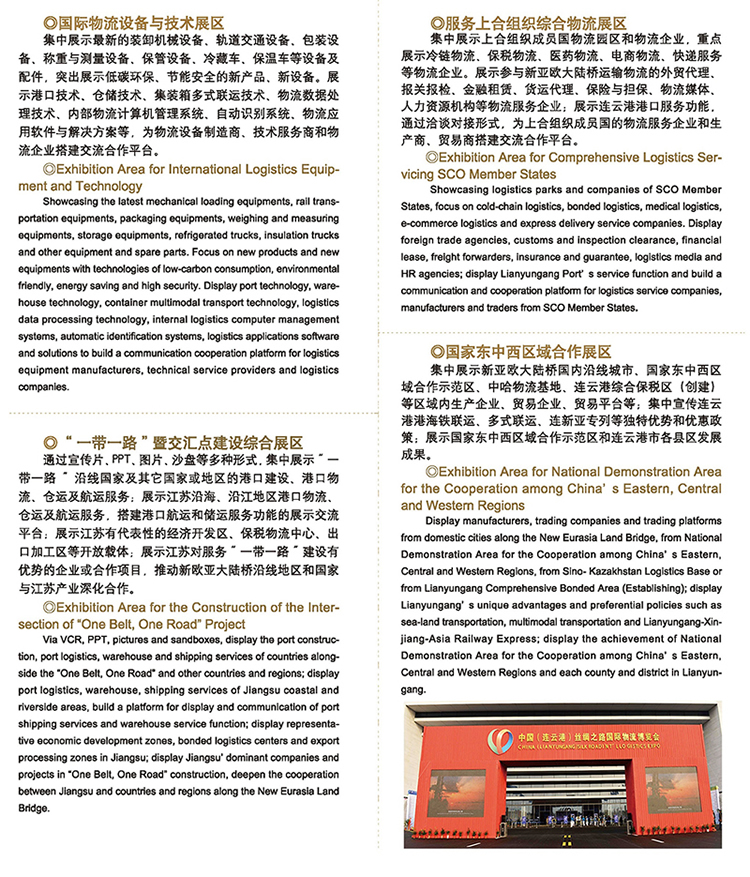 ◎国际物流设备与技术展区
集中展示最新的装卸机械设备、轨道交通设备、包装设
备、称重与测量设备、保管设备、冷藏车、保温车等设备及
配件，突出展示低碳环保、节能安全的新产品、新设备。展
示港口技术、仓储技术、集装箱多式联运技术、物流数据处
理技术、内部物流计算机管理系统、自动识别系统、物流应
用软件与解决方案等，为物流设备制造商、技术服务商和物
流企业搭建交流合作平台。
◎Exhibition Area for International Logistics Equip-
ment and Technology
Showcasing the latest mechanical loading equipments, rail trans-
portation equipments, packaging equipments, weighing and measuring
equipments, storage equipments, refrigerated trucks, insulation trucks
and other equipment and spare parts. Focus on new products and new
equipments with technologies of low-carbon consumption, environmental
friendly, energy saving and high security. Display port technology, ware-
house technology, container multimodal transport technology, logistics
data processing technology, internal logistics computer management
systems, automatic identification systems, logistics applications software
and solutions to build a communication cooperation platform for logistics
equipment manufacturers, technical service providers and logistics
companies.
◎“一带一路”暨交汇点建设综合展区
通过宣传片、PPT、图片、沙盘等多种形式，集中展示“一
带一路”沿线国家及其它国家或地区的港口建设、港口物
流、仓运及航运服务；展示江苏沿海、沿江地区港口物流、
仓运及航运服务，搭建港口航运和储运服务功能的展示交流
平台；展示江苏有代表性的经济开发区、保税物流中心、出
口加工区等开放载体；展示江苏对服务“一带一路”建设有
优势的企业或合作项目，推动新欧亚大陆桥沿线地区和国家
与江苏产业深化合作。
◎Exhibition Area for the Construction of the Inter-
section of “One Belt, One Road” Project
Via VCR, PPT, pictures and sandboxes, display the port construc-
tion, port logistics, warehouse and shipping services of countries along-
side the “One Belt, One Road” and other countries and regions; display
port logistics, warehouse, shipping services of Jiangsu coastal and
riverside areas, build a platform for display and communication of port
shipping services and warehouse service function; display representa-
tive economic development zones, bonded logistics centers and export
processing zones in Jiangsu; display Jiangsu’ dominant companies and
projects in “One Belt, One Road” construction, deepen the cooperation
between Jiangsu and countries and regions along the New Eurasia Land
Bridge.
◎服务上合组织综合物流展区
集中展示上合组织成员国物流园区和物流企业，重点
展示冷链物流、保税物流、医药物流、电商物流、快递服务
等物流企业。展示参与新亚欧大陆桥运输物流的外贸代理、
报关报检、金融租赁、货运代理、保险与担保、物流媒体、
人力资源机构等物流服务企业；展示连云港港口服务功能，
通过洽谈对接形式，为上合组织成员国的物流服务企业和生
产商、贸易商搭建交流合作平台。
◎Exhibition Area for Comprehensive Logistics Ser-
vicing SCO Member States
Showcasing logistics parks and companies of SCO Member
States, focus on cold-chain logistics, bonded logistics, medical logistics,
e-commerce logistics and express delivery service companies. Display
foreign trade agencies, customs and inspection clearance, financial
lease, freight forwarders, insurance and guarantee, logistics media and
HR agencies; display Lianyungang Port’s service function and build a
communication and cooperation platform for logistics service companies,
manufacturers and traders from SCO Member States.
◎国家东中西区域合作展区
集中展示新亚欧大陆桥国内沿线城市、国家东中西区
域合作示范区、中哈物流基地、连云港综合保税区（创建）
等区域内生产企业、贸易企业、贸易平台等；集中宣传连云
港港海铁联运、多式联运、连新亚专列等独特优势和优惠政
策；展示国家东中西区域合作示范区和连云港市各县区发展
成果。
◎Exhibition Area for National Demonstration Area
for the Cooperation among China’s Eastern, Central
and Western Regions
Display manufacturers, trading companies and trading platforms
from domestic cities along the New Eurasia Land Bridge, from National
Demonstration Area for the Cooperation among China’s Eastern,
Central and Western Regions, from Sino- Kazakhstan Logistics Base or
from Lianyungang Comprehensive Bonded Area (Establishing); display
Lianyungang’s unique advantages and preferential policies such as
sea-land transportation, multimodal transportation and Lianyungang-Xin-
jiang-Asia Railway Express; display the achievement of National
Demonstration Area for the Cooperation among China’s Eastern,
Central and Western Regions and each county and district in Lianyun-
gang.
中国（连云港）丝绸之路国际物流博览会